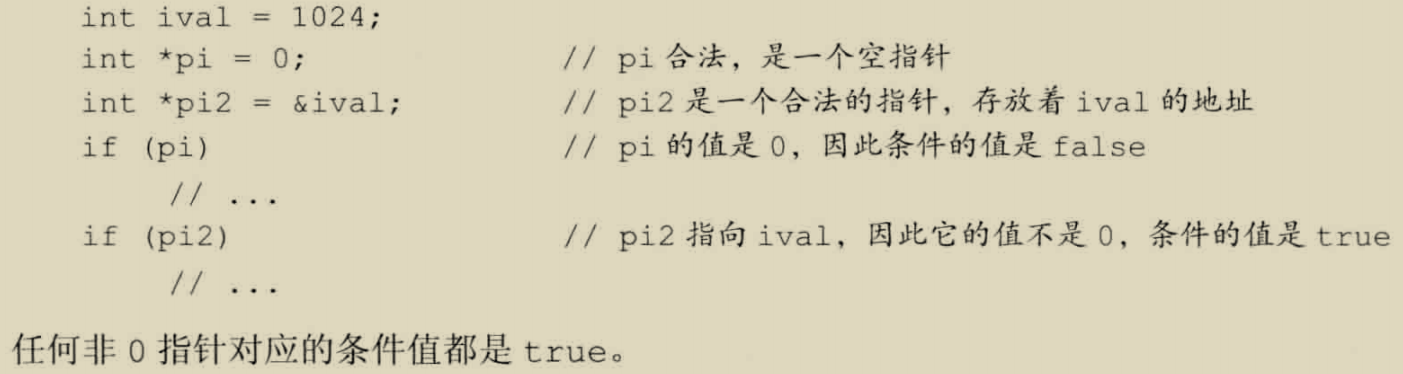 int ival = 1024;
int *pi = 0; // pi 合法，是一个空指针
int *pi2 = &ival; // pi2 是一个合法的指针，存放着 ival 的地址
if (pi) // pi 的值是 0，因此条件的值是 false
// ...
if (pi2) // pi2 指向 ival，因此它的值不是 0，条件的值是 true
// ...
任何非 0 指针对应的条件值都是 true。